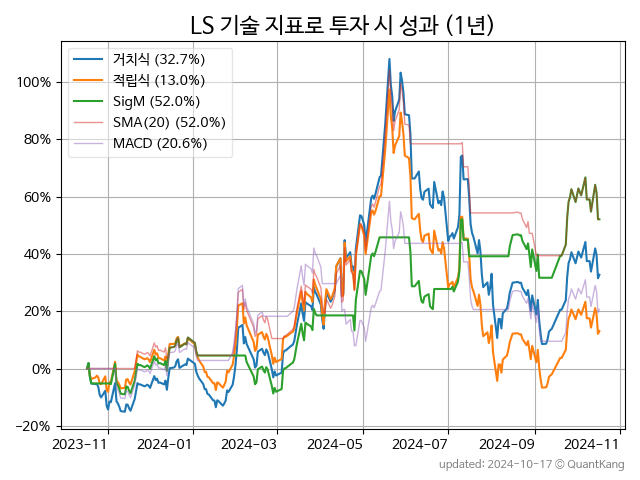 LS 기술 지표로 투자 시 성과 (1년)
거치식 (32.7%)
적립식 (13.0%)
SigM (52.0%)
SMA(20) (52.0%)
MACD (20.6%)
100%
80%
60%
40%
20%
0%
−20%
2023-11 2024-01 2024-03 2024-05 2024-07 2024-09 2024-11
updated: 2024-10-17 © QuantKang